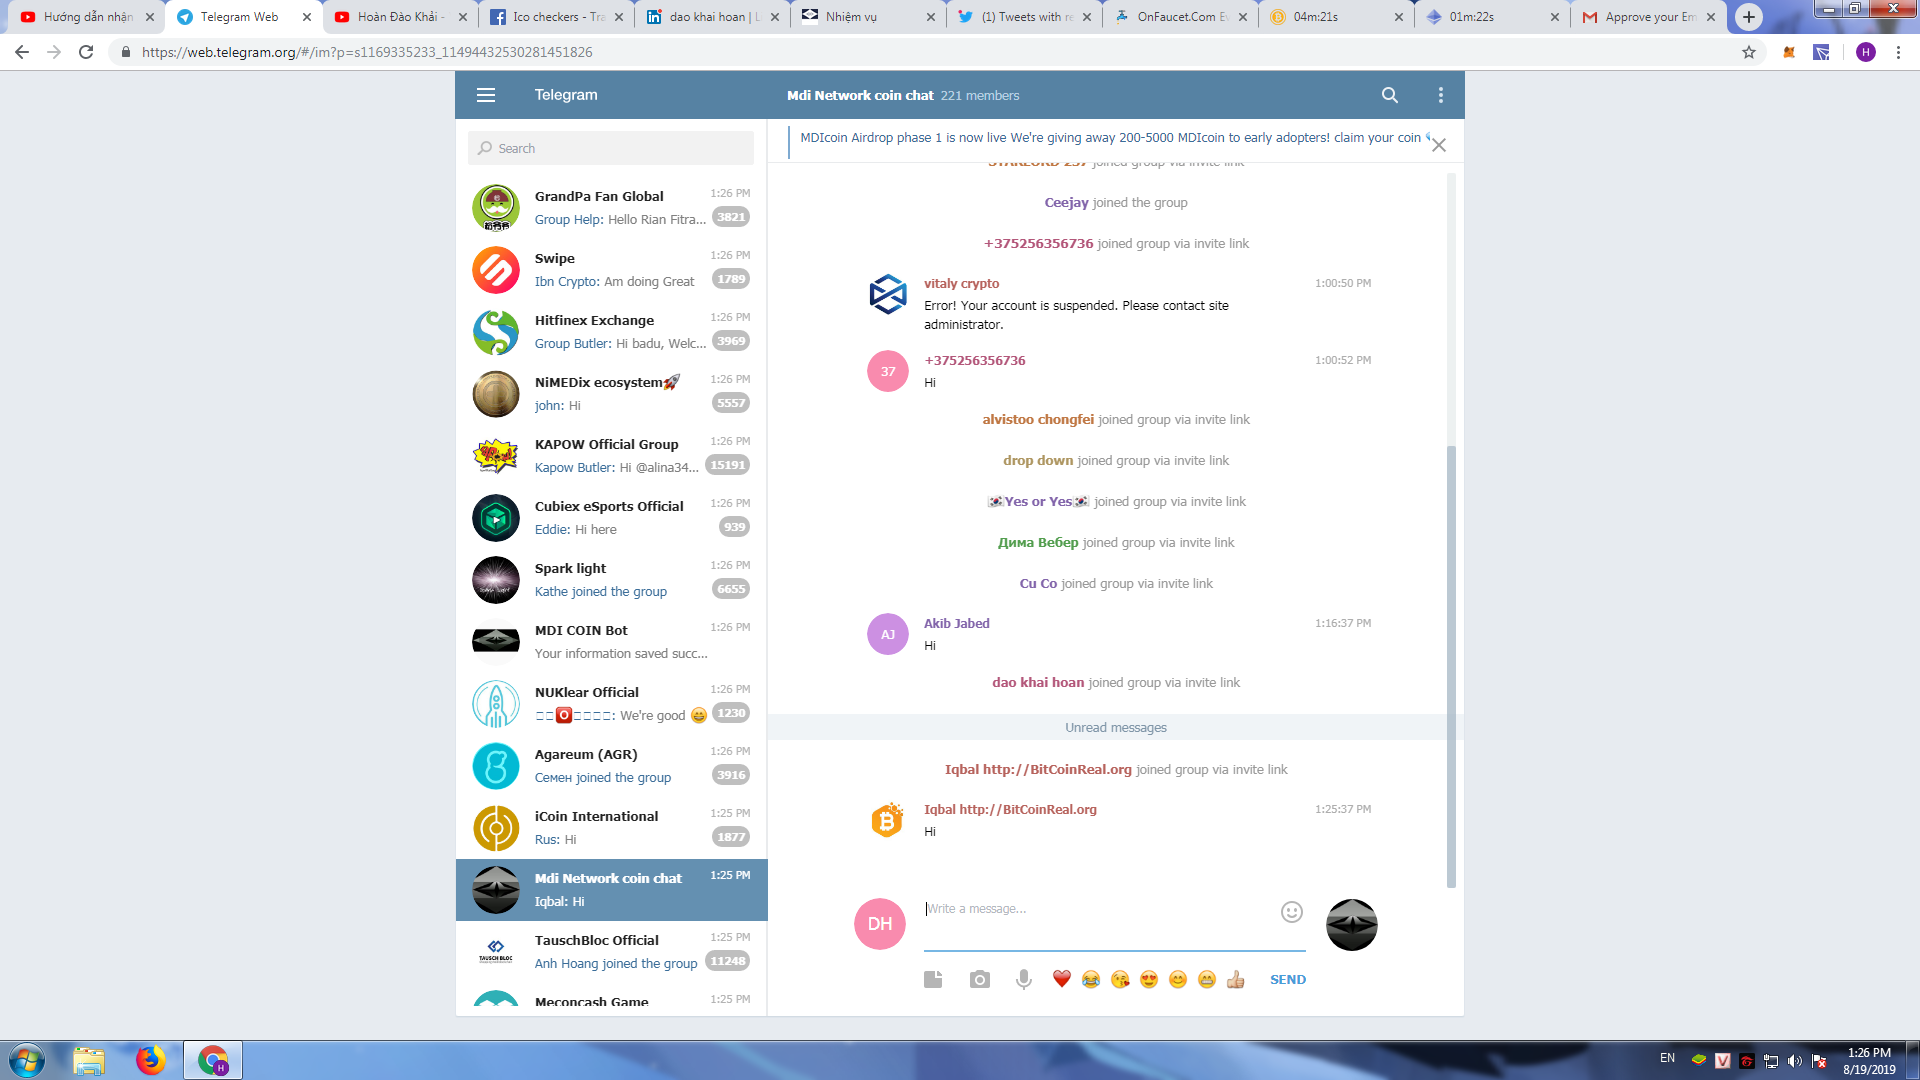 Hướng dẫn nhận
Telegram Web
Hoàn Đào Khải -
Ico checkers - Tra
dao khai hoan | L
Nhiệm vụ
(1) Tweets with re
OnFaucet.Com Ev
04m:21s
01m:22s
Approve your Em
https://web.telegram.org/#/im?p=s1169335233_11494432530281451826
H
Telegram
Mdi Network coin chat 221 members
Search
GrandPa Fan Global 1:26 PM
Group Help: Hello Rian Fitra... 3821
Swipe 1:26 PM
Ibn Crypto: Am doing Great 1789
Hitfinex Exchange 1:26 PM
Group Butler: Hi badu, Welc... 3969
NiMEDix ecosystem🚀 1:26 PM
john: Hi 5557
KAPOW Official Group 1:26 PM
Kapow Butler: Hi @alina34... 15191
Cubiex eSports Official 1:26 PM
Eddie: Hi here 939
Spark light 1:26 PM
Kathe joined the group 6655
MDI COIN Bot 1:26 PM
Your information saved succ...
NUKlear Official 1:26 PM
🅾: We're good 😄 1230
Agareum (AGR) 1:26 PM
Семен joined the group 3916
iCoin International 1:25 PM
Rus: Hi 1877
Mdi Network coin chat 1:25 PM
Iqbal: Hi
TAUSCH BLOC
TauschBloc Official 1:25 PM
Anh Hoang joined the group 11248
Meconcash Game 1:25 PM
MDIcoin Airdrop phase 1 is now live We're giving away 200-5000 MDIcoin to early adopters! claim your coin
STARLORD 237 joined group via invite link
Ceejay joined the group
+375256356736 joined group via invite link
vitaly crypto 1:00:50 PM
Error! Your account is suspended. Please contact site
administrator.
37
+375256356736 1:00:52 PM
Hi
alvistoo chongfei joined group via invite link
drop down joined group via invite link
🇰🇷Yes or Yes🇰🇷 joined group via invite link
Дима Вебер joined group via invite link
Cu Co joined group via invite link
AJ
Akib Jabed 1:16:37 PM
Hi
dao khai hoan joined group via invite link
Unread messages
Iqbal http://BitCoinReal.org joined group via invite link
Iqbal http://BitCoinReal.org 1:25:37 PM
Hi
DH
Write a message...
SEND
EN
1:26 PM
8/19/2019